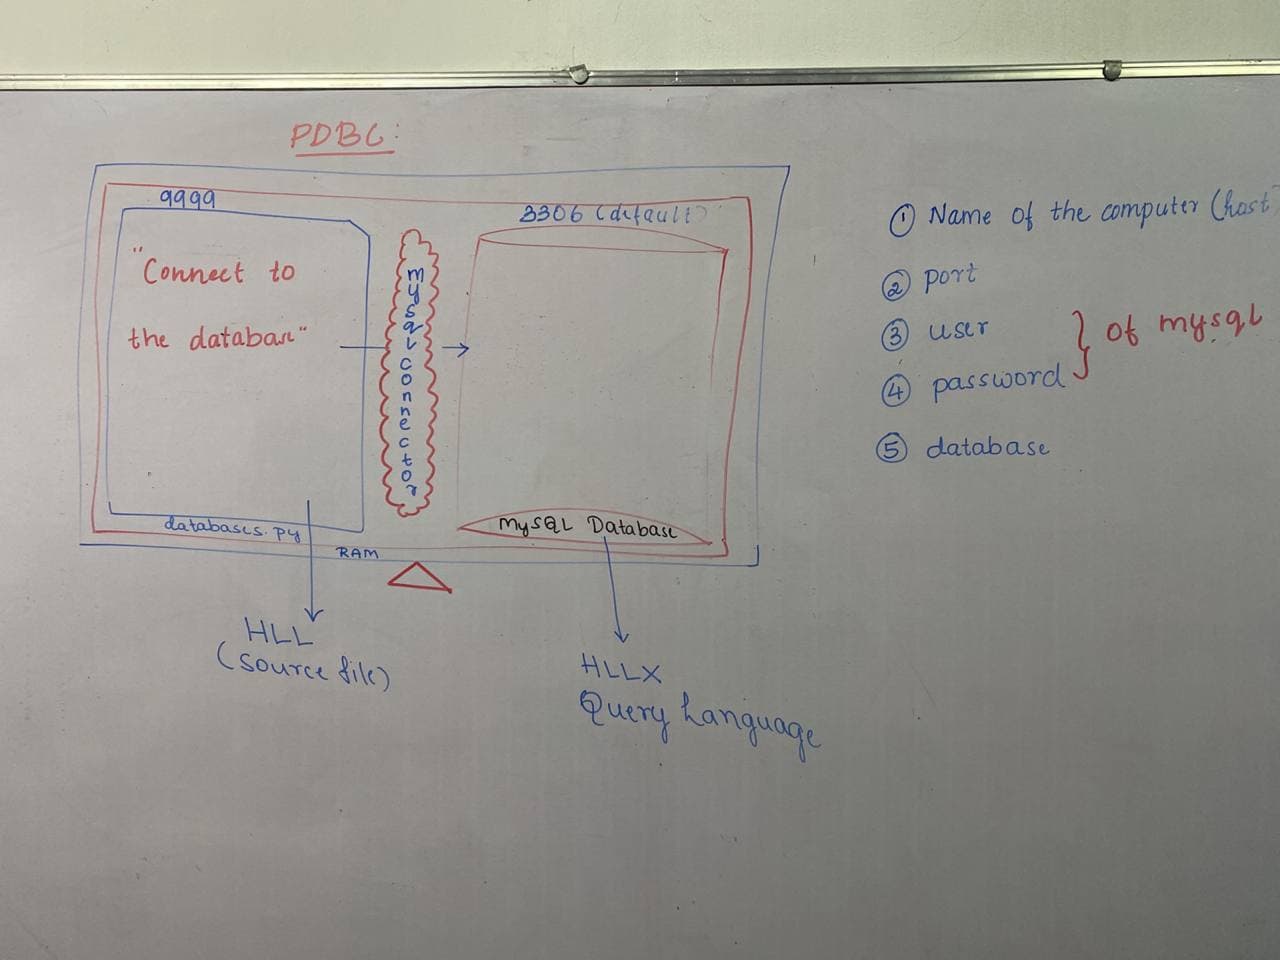 PDBC:
9999
"Connect to
the database"
mysql connector
3306 (default)
databases.py
MySQL Database
RAM
HLL
(source file)
HLLX
Query Language
① Name of the computer (host
② port
③ user
④ password
} of mysql
⑤ database